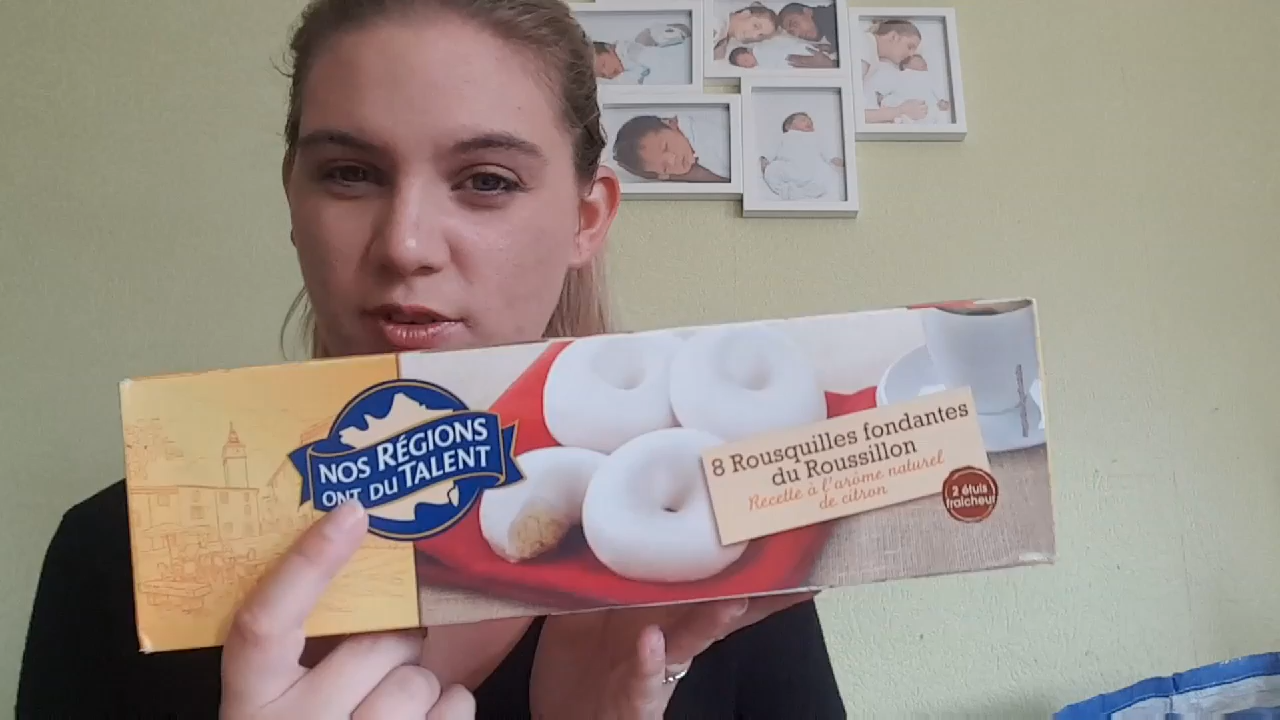 NOS RÉGIONS
ONT DU TALENT
8 Rousquilles fondantes
du Roussillon
Recette à l'arôme naturel
de citron
2 étuis
fraîcheur